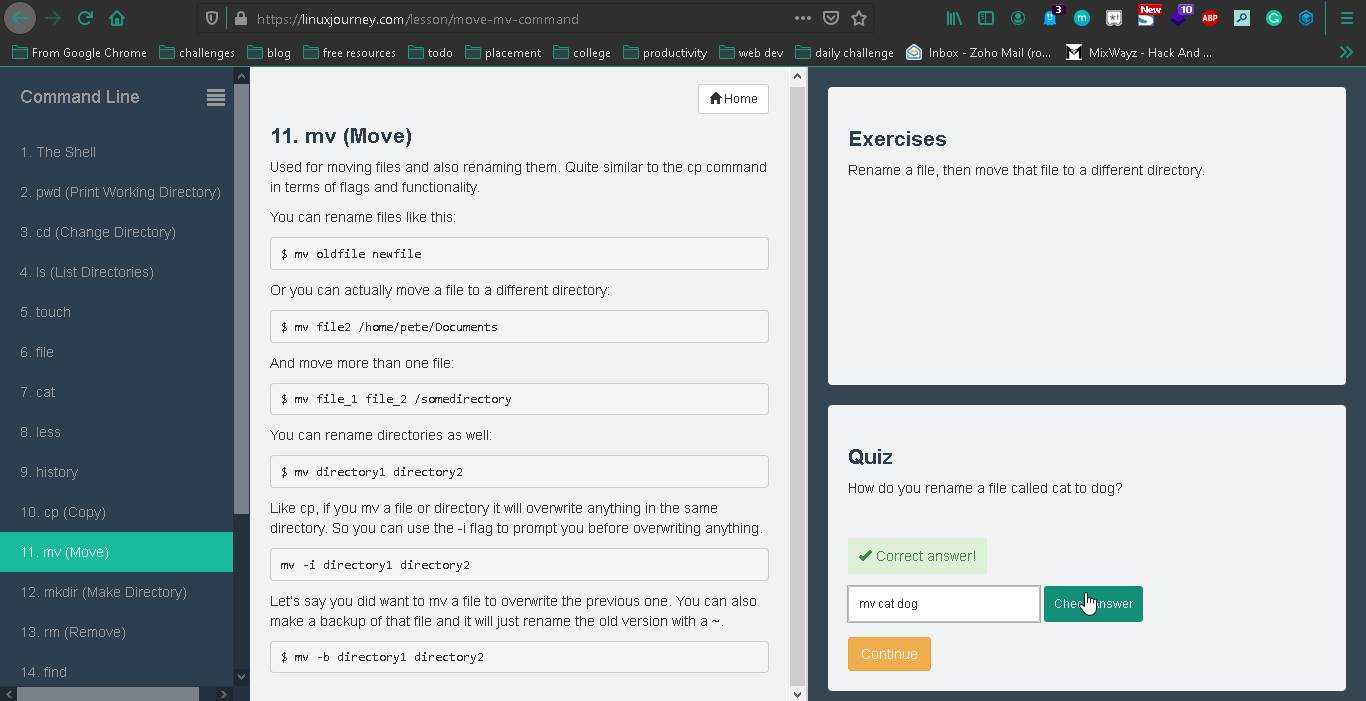 https://linuxjourney.com/lesson/move-mv-command
3
New
10
ABP
From Google Chrome
challenges
blog
free resources
todo
placement
college
productivity
web dev
daily challenge
Inbox - Zoho Mail (ro...
MixWayz - Hack And ...
Command Line
1. The Shell
2. pwd (Print Working Directory)
3. cd (Change Directory)
4. ls (List Directories)
5. touch
6. file
7. cat
8. less
9. history
10. cp (Copy)
11. mv (Move)
12. mkdir (Make Directory)
13. rm (Remove)
14. find
Home
11. mv (Move)
Used for moving files and also renaming them. Quite similar to the cp command
in terms of flags and functionality.
You can rename files like this:
$ mv oldfile newfile
Or you can actually move a file to a different directory:
$ mv file2 /home/pete/Documents
And move more than one file:
$ mv file_1 file_2 /somedirectory
You can rename directories as well:
$ mv directory1 directory2
Like cp, if you mv a file or directory it will overwrite anything in the same
directory. So you can use the -i flag to prompt you before overwriting anything.
mv -i directory1 directory2
Let's say you did want to mv a file to overwrite the previous one. You can also
make a backup of that file and it will just rename the old version with a ~.
$ mv -b directory1 directory2
Exercises
Rename a file, then move that file to a different directory.
Quiz
How do you rename a file called cat to dog?
Correct answer!
mv cat dog
Check Answer
Continue